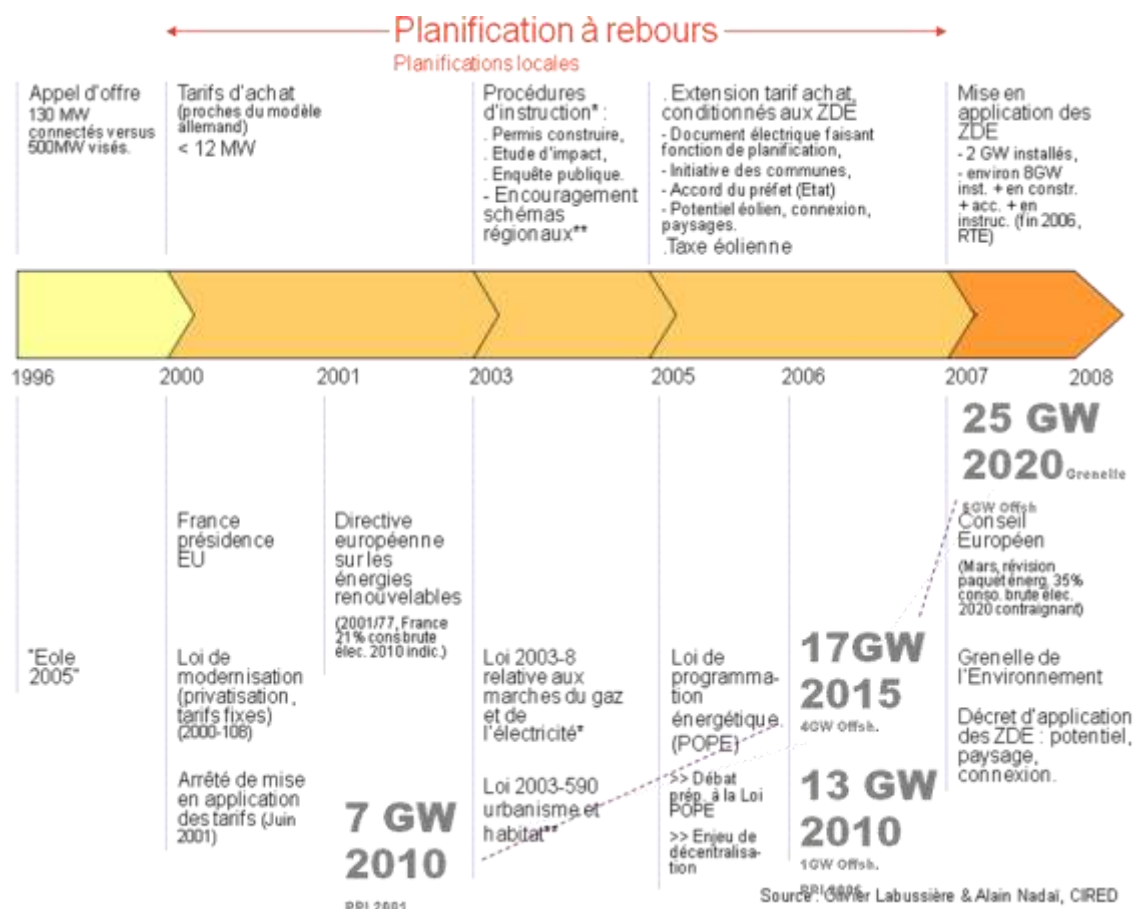 Planification à rebours
Planifications locales
Appel d'offre
130 MW
connectés versus
500MW visés.
Tarifs d'achat
(proches du modèle
allemand)
< 12 MW
Procédures
d'instruction* :
. Permis construire,
. Etude d'impact,
. Enquête publique.
- Encouragement
schémas
régionaux**
. Extension tarif achat,
conditionnés aux ZDE
- Document électrique faisant
fonction de planification,
- Initiative des communes,
- Accord du préfet (Etat)
- Potentiel éolien, connexion,
paysages.
.Taxe éolienne
Mise en
application des
ZDE
- 2 GW installés,
- environ 8GW
inst. + en constr.
+ acc. + en
instruc. (fin 2006,
RTE)
1996
2000
2001
2003
2005
2006
2007
2008
"Eole
2005"
France
présidence
EU
Loi de
modernisation
(privatisation,
tarifs fixes)
(2000-108)
Arrêté de mise
en application
des tarifs (Juin
2001)
Directive
européenne
sur les
énergies
renouvelables
(2001/77, France
21% cons brute
élec. 2010 indic.)
7 GW
2010
PPI 2001
Loi 2003-8
relative aux
marches du gaz
et de
l'électricité*
Loi 2003-590
urbanisme et
habitat**
Loi de
programma-
tion
énergétique.
(POPE)
>> Débat
prép. à la Loi
POPE
>> Enjeu de
décentralisa-
tion
17GW
2015
4GW Offsh.
13 GW
2010
1GW Offsh.
25 GW
2020 Grenelle
Offsh
Conseil
Européen
(Mars, révision
paquet énerg, 35%
conso. brute élec.
2020 contraignant)
Grenelle de
l'Environnement
Décret d'application
des ZDE : potentiel,
paysage,
connexion.
Source : Olivier Labussière & Alain Nadaï, CIRED